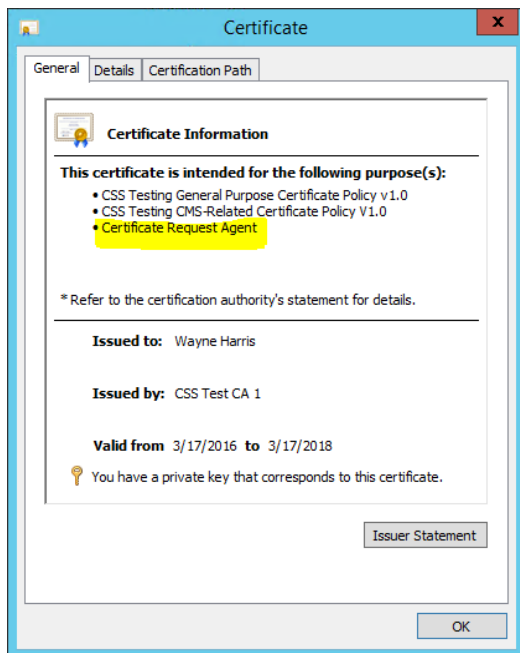 Certificate
x
General Details Certification Path
Certificate Information
This certificate is intended for the following purpose(s):
• CSS Testing General Purpose Certificate Policy v1.0
• CSS Testing CMS-Related Certificate Policy V1.0
• Certificate Request Agent
* Refer to the certification authority's statement for details.
Issued to: Wayne Harris
Issued by: CSS Test CA 1
Valid from 3/17/2016 to 3/17/2018
You have a private key that corresponds to this certificate.
Issuer Statement
OK